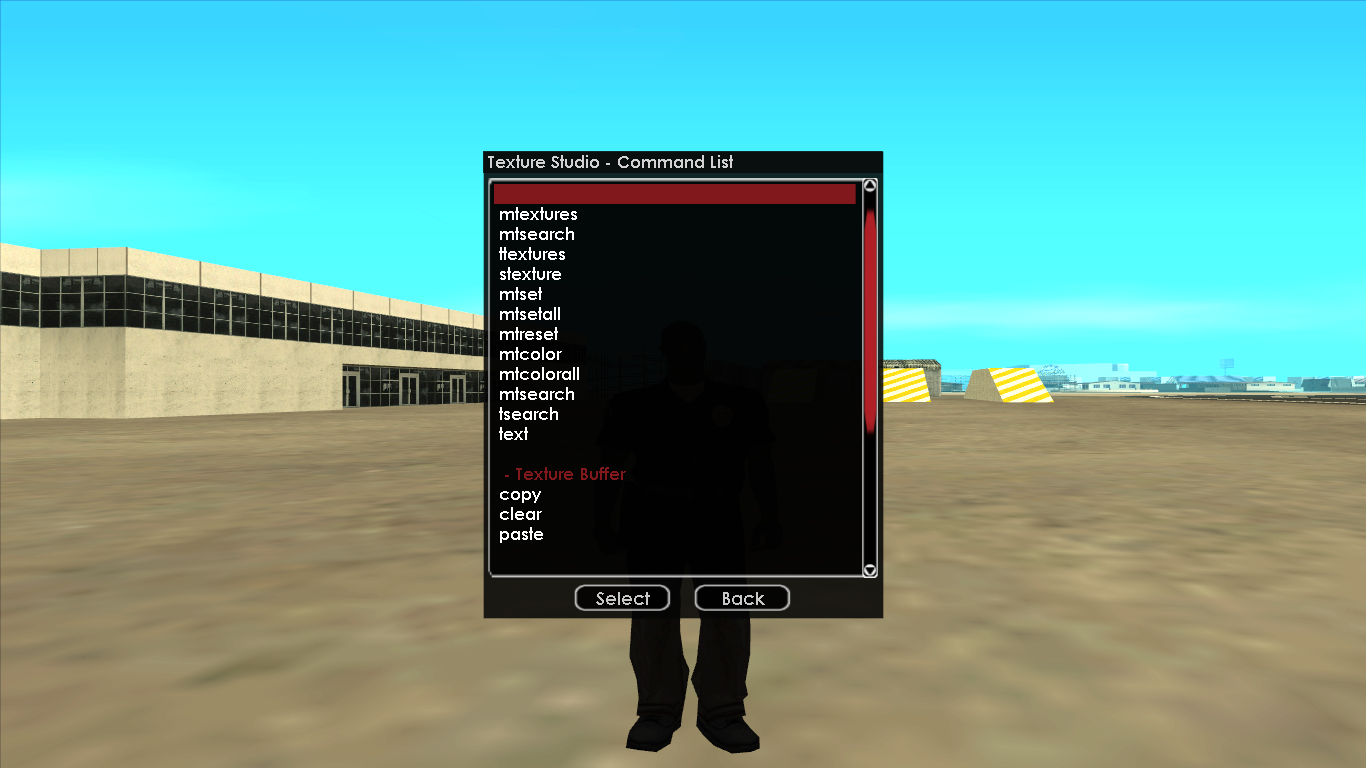 Texture Studio - Command List
mtextures
mtsearch
ttextures
stexture
mtset
mtsetall
mtreset
mtcolor
mtcolorall
mtsearch
tsearch
text
- Texture Buffer
copy
clear
paste
Select
Back